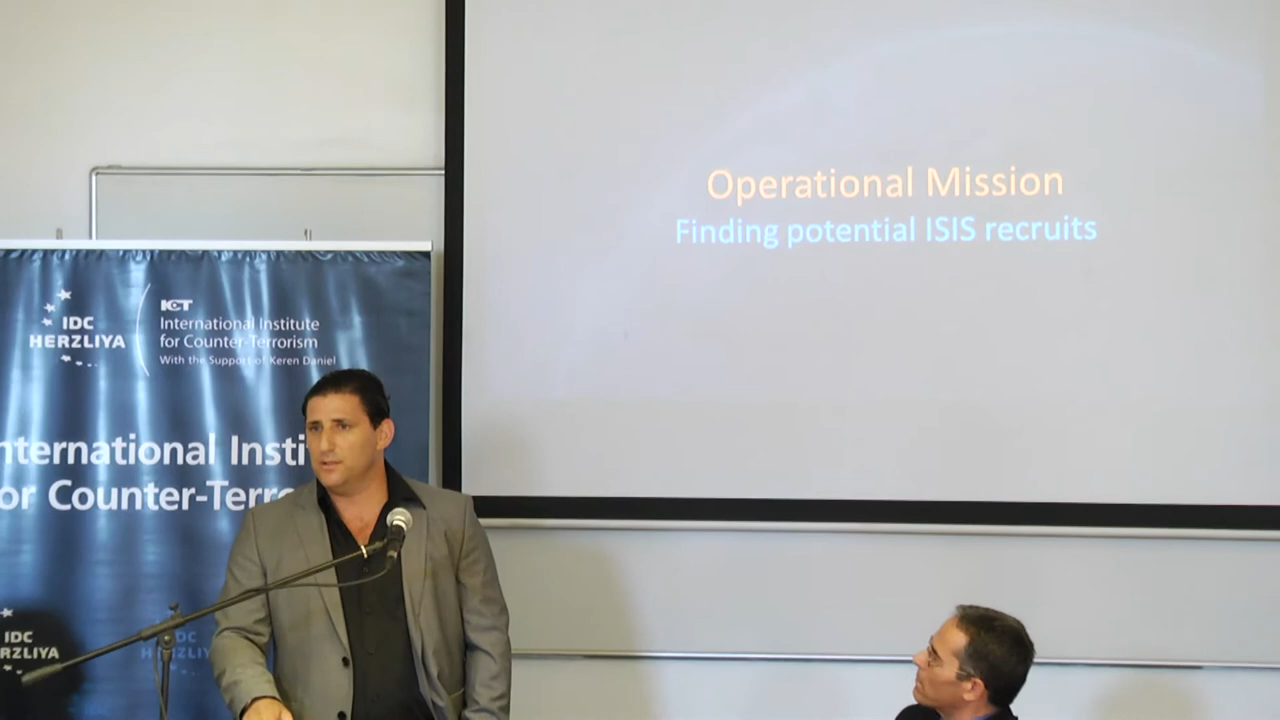 Operational Mission
Finding potential ISIS recruits
IDC
HERZLIYA
ICT
International Institute
for Counter-Terrorism
With the Support of Keren Daniel
nternational Insti
or Counter-Terro
IDC
RZLIYA
IDC
HERZLIY